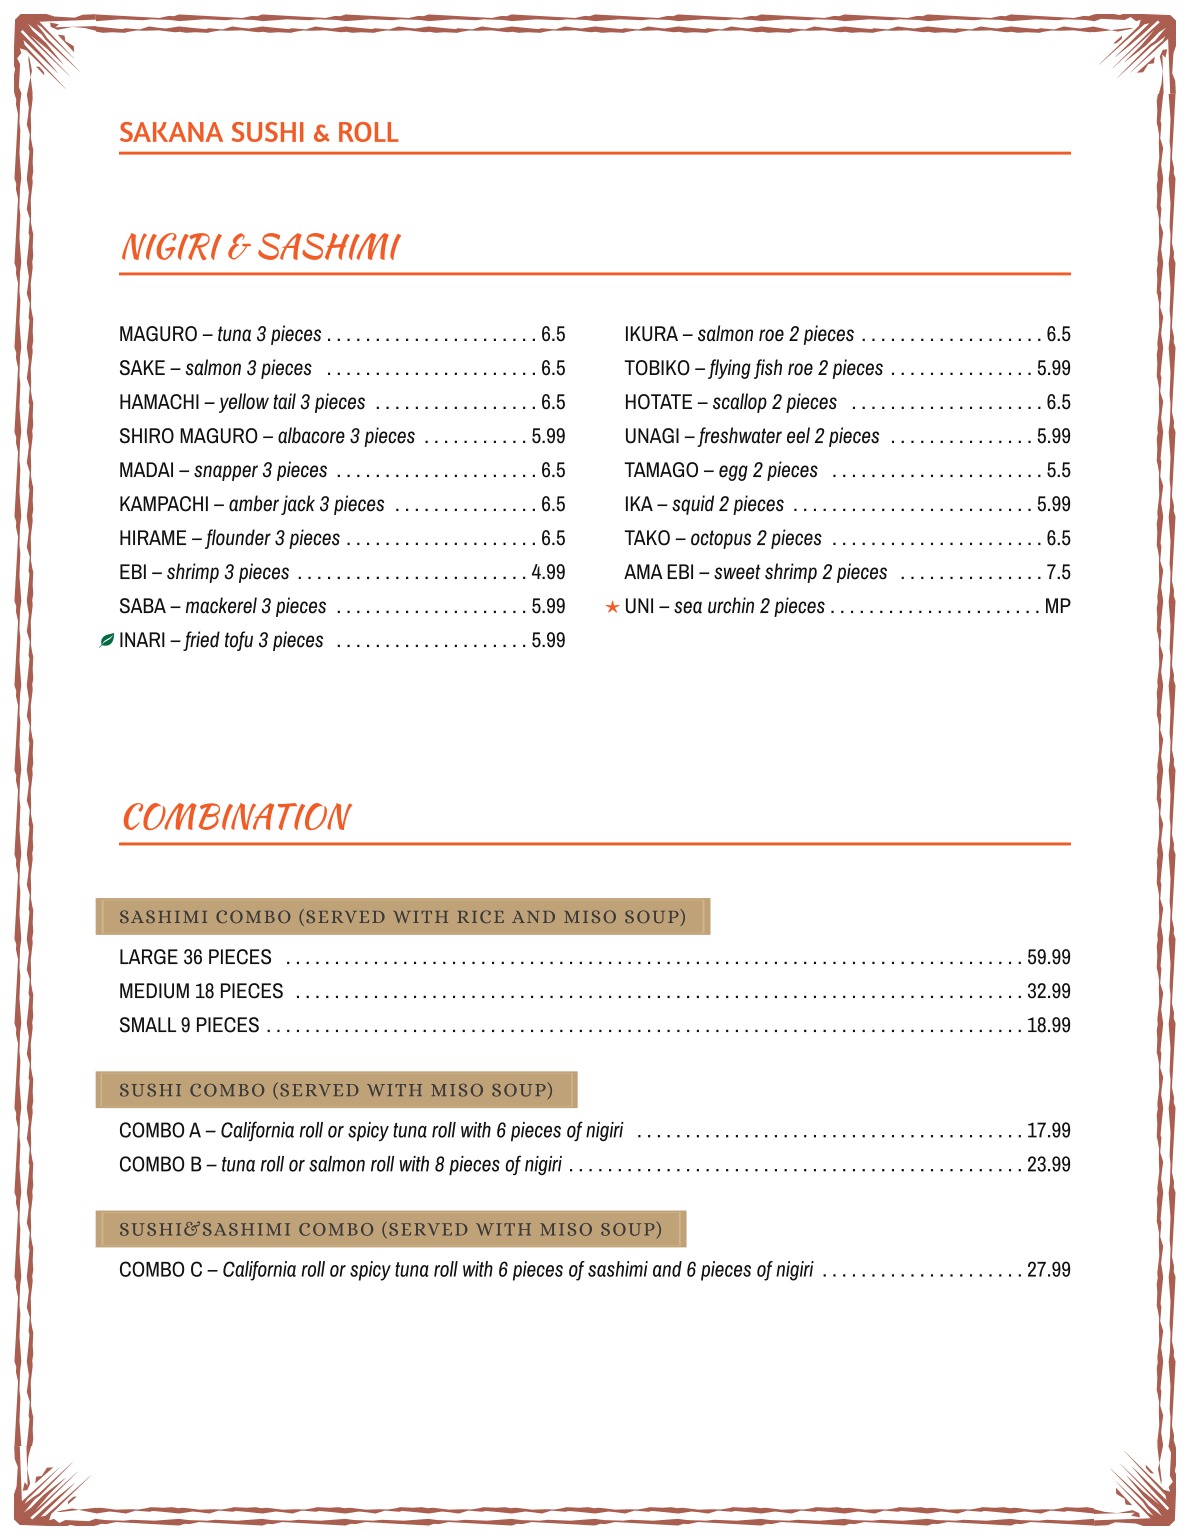 SAKANA SUSHI & ROLL
NIGIRI & SASHIMI
MAGURO – tuna 3 pieces . . . . . . . . . . . . . . . . . . . . . . 6.5
SAKE – salmon 3 pieces . . . . . . . . . . . . . . . . . . . . . . 6.5
HAMACHI – yellow tail 3 pieces . . . . . . . . . . . . . . . . . 6.5
SHIRO MAGURO – albacore 3 pieces . . . . . . . . . . . 5.99
MADAI – snapper 3 pieces . . . . . . . . . . . . . . . . . . . . . 6.5
KAMPACHI – amber jack 3 pieces . . . . . . . . . . . . . . . 6.5
HIRAME – flounder 3 pieces . . . . . . . . . . . . . . . . . . . . 6.5
EBI – shrimp 3 pieces . . . . . . . . . . . . . . . . . . . . . . . . 4.99
SABA – mackerel 3 pieces . . . . . . . . . . . . . . . . . . . . 5.99
INARI – fried tofu 3 pieces . . . . . . . . . . . . . . . . . . . . 5.99
IKURA – salmon roe 2 pieces . . . . . . . . . . . . . . . . . . . 6.5
TOBIKO – flying fish roe 2 pieces . . . . . . . . . . . . . . . 5.99
HOTATE – scallop 2 pieces . . . . . . . . . . . . . . . . . . . . 6.5
UNAGI – freshwater eel 2 pieces . . . . . . . . . . . . . . . 5.99
TAMAGO – egg 2 pieces . . . . . . . . . . . . . . . . . . . . . . 5.5
IKA – squid 2 pieces . . . . . . . . . . . . . . . . . . . . . . . . . 5.99
TAKO – octopus 2 pieces . . . . . . . . . . . . . . . . . . . . . . 6.5
AMA EBI – sweet shrimp 2 pieces . . . . . . . . . . . . . . . 7.5
UNI – sea urchin 2 pieces . . . . . . . . . . . . . . . . . . . . . . MP
COMBINATION
SASHIMI COMBO (SERVED WITH RICE AND MISO SOUP)
LARGE 36 PIECES . . . . . . . . . . . . . . . . . . . . . . . . . . . . . . 59.99
MEDIUM 18 PIECES . . . . . . . . . . . . . . . . . . . . . . . . . . . . . . 32.99
SMALL 9 PIECES . . . . . . . . . . . . . . . . . . . . . . . . . . . . . . 18.99
SUSHI COMBO (SERVED WITH MISO SOUP)
COMBO A – California roll or spicy tuna roll with 6 pieces of nigiri . . . . . . . . . . . . . . . . . . . . 17.99
COMBO B – tuna roll or salmon roll with 8 pieces of nigiri . . . . . . . . . . . . . . . . . . . . 23.99
SUSHI&SASHIMI COMBO (SERVED WITH MISO SOUP)
COMBO C – California roll or spicy tuna roll with 6 pieces of sashimi and 6 pieces of nigiri . . . . . . . . . . . . . . . . . . . . . 27.99